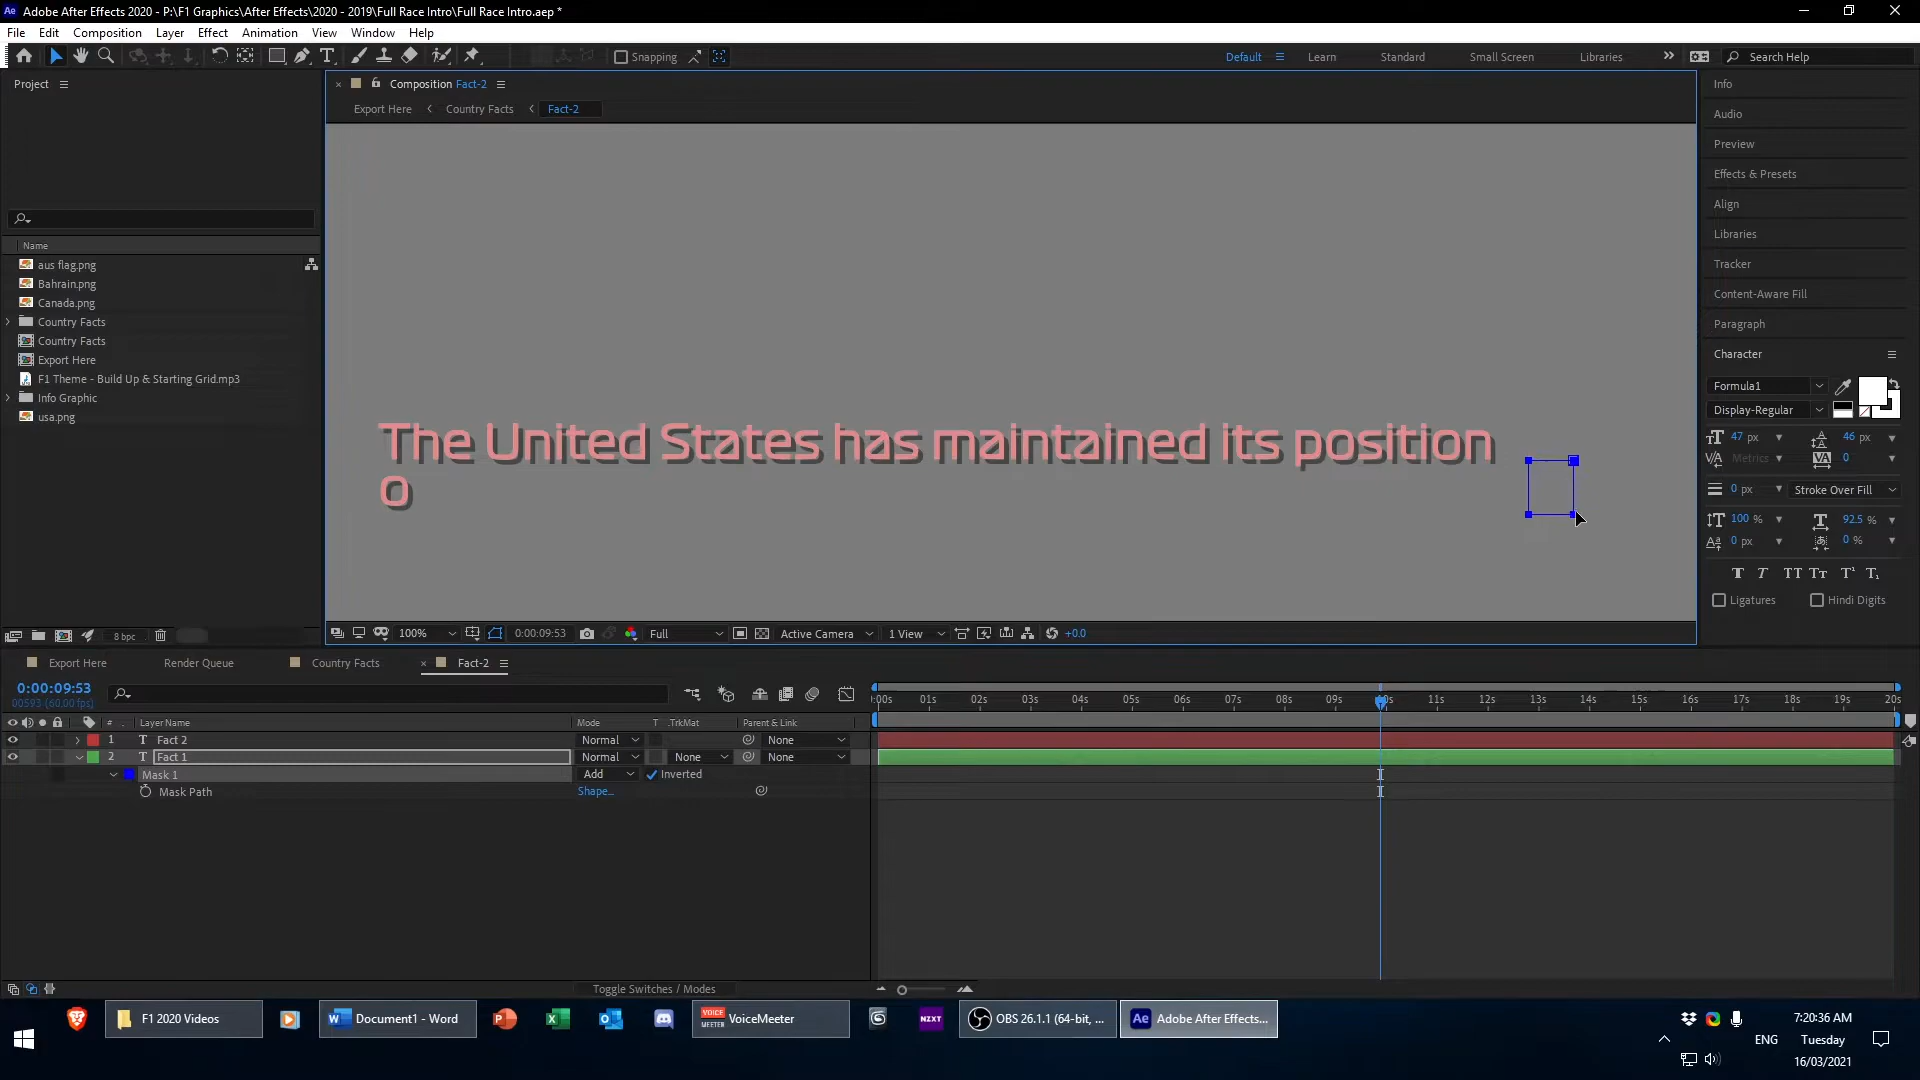 Adobe After Effects 2020 - P:\F1 Graphics\After Effects\2020 - 2019\Full Race Intro\Full Race Intro.aep *
File Edit Composition Layer Effect Animation View Window Help
Snapping
Default Learn Standard Small Screen Libraries Search Help
Project
Composition Fact-2
Export Here Country Facts Fact-2
Name
aus flag.png
Bahrain.png
Canada.png
Country Facts
Country Facts
Export Here
F1 Theme - Build Up & Starting Grid.mp3
Info Graphic
usa.png
8 bpc
The United States has maintained its position
o
100% 0:00:09:53 Full Active Camera 1 View +0.0
Info
Audio
Preview
Effects & Presets
Align
Libraries
Tracker
Content-Aware Fill
Paragraph
Character
Formula1
Display-Regular
47 px 46 px
Metrics 0
0 px Stroke Over Fill
100 % 92.5 %
0 px 0 %
Ligatures Hindi Digits
Export Here Render Queue Country Facts Fact-2
0:00:09:53
00593 (60.00 fps)
# Layer Name Mode T .TrkMat Parent & Link
1 T Fact 2 Normal None
2 T Fact 1 Normal None None
Mask 1 Add Inverted
Mask Path Shape...
:00s 01s 02s 03s 04s 05s 06s 07s 08s 09s 0s 11s 12s 13s 14s 15s 16s 17s 18s 19s 20s
Toggle Switches / Modes
F1 2020 Videos Document1 - Word VoiceMeeter NZXT OBS 26.1.1 (64-bit, ... Adobe After Effects...
VOICE
MEETER
ENG
7:20:36 AM
Tuesday
16/03/2021